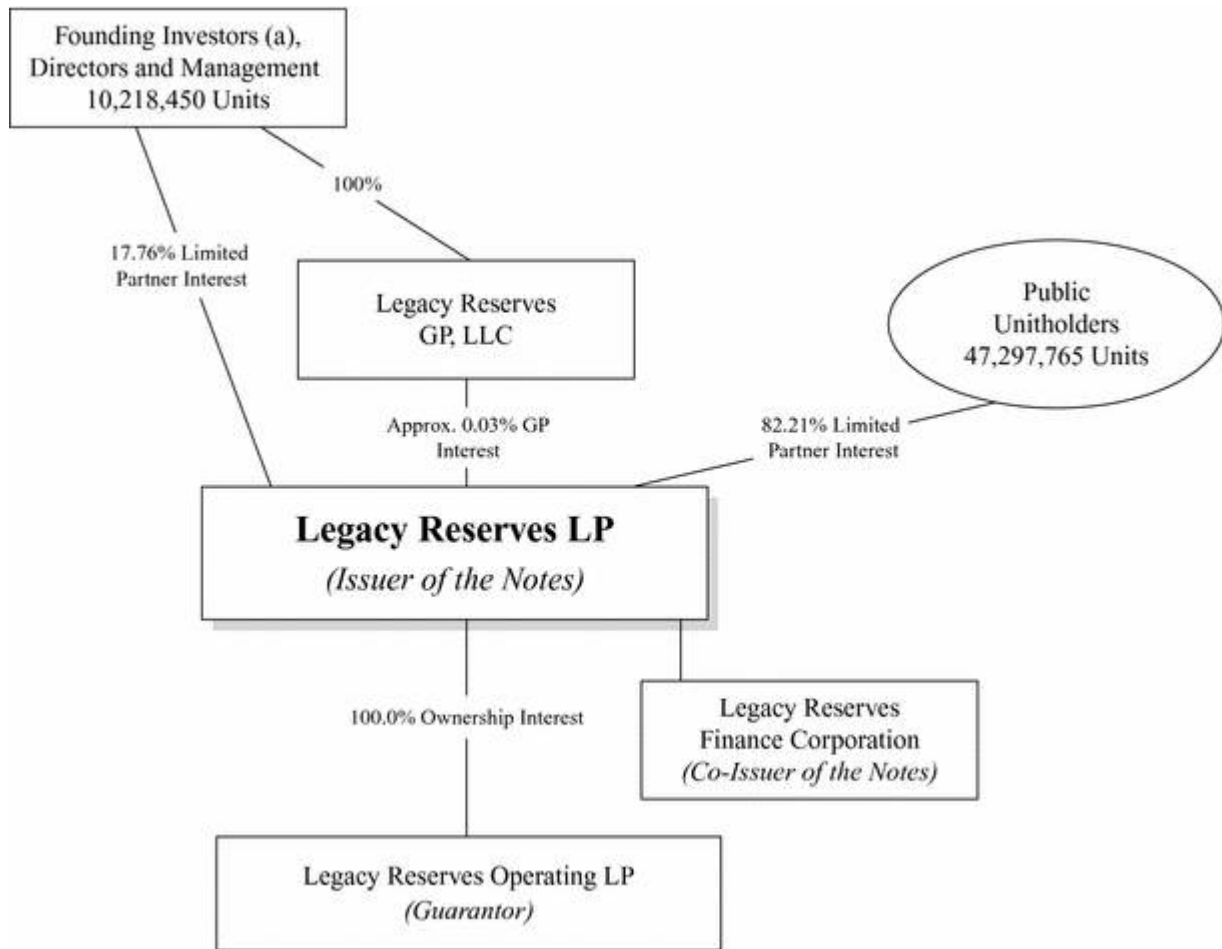 Founding Investors (a),
Directors and Management
10,218,450 Units
100%
17.76% Limited
Partner Interest
Legacy Reserves
GP, LLC
Public
Unitholders
47,297,765 Units
Approx. 0.03% GP
Interest
82.21% Limited
Partner Interest
Legacy Reserves LP
(Issuer of the Notes)
100.0% Ownership Interest
Legacy Reserves
Finance Corporation
(Co-Issuer of the Notes)
Legacy Reserves Operating LP
(Guarantor)